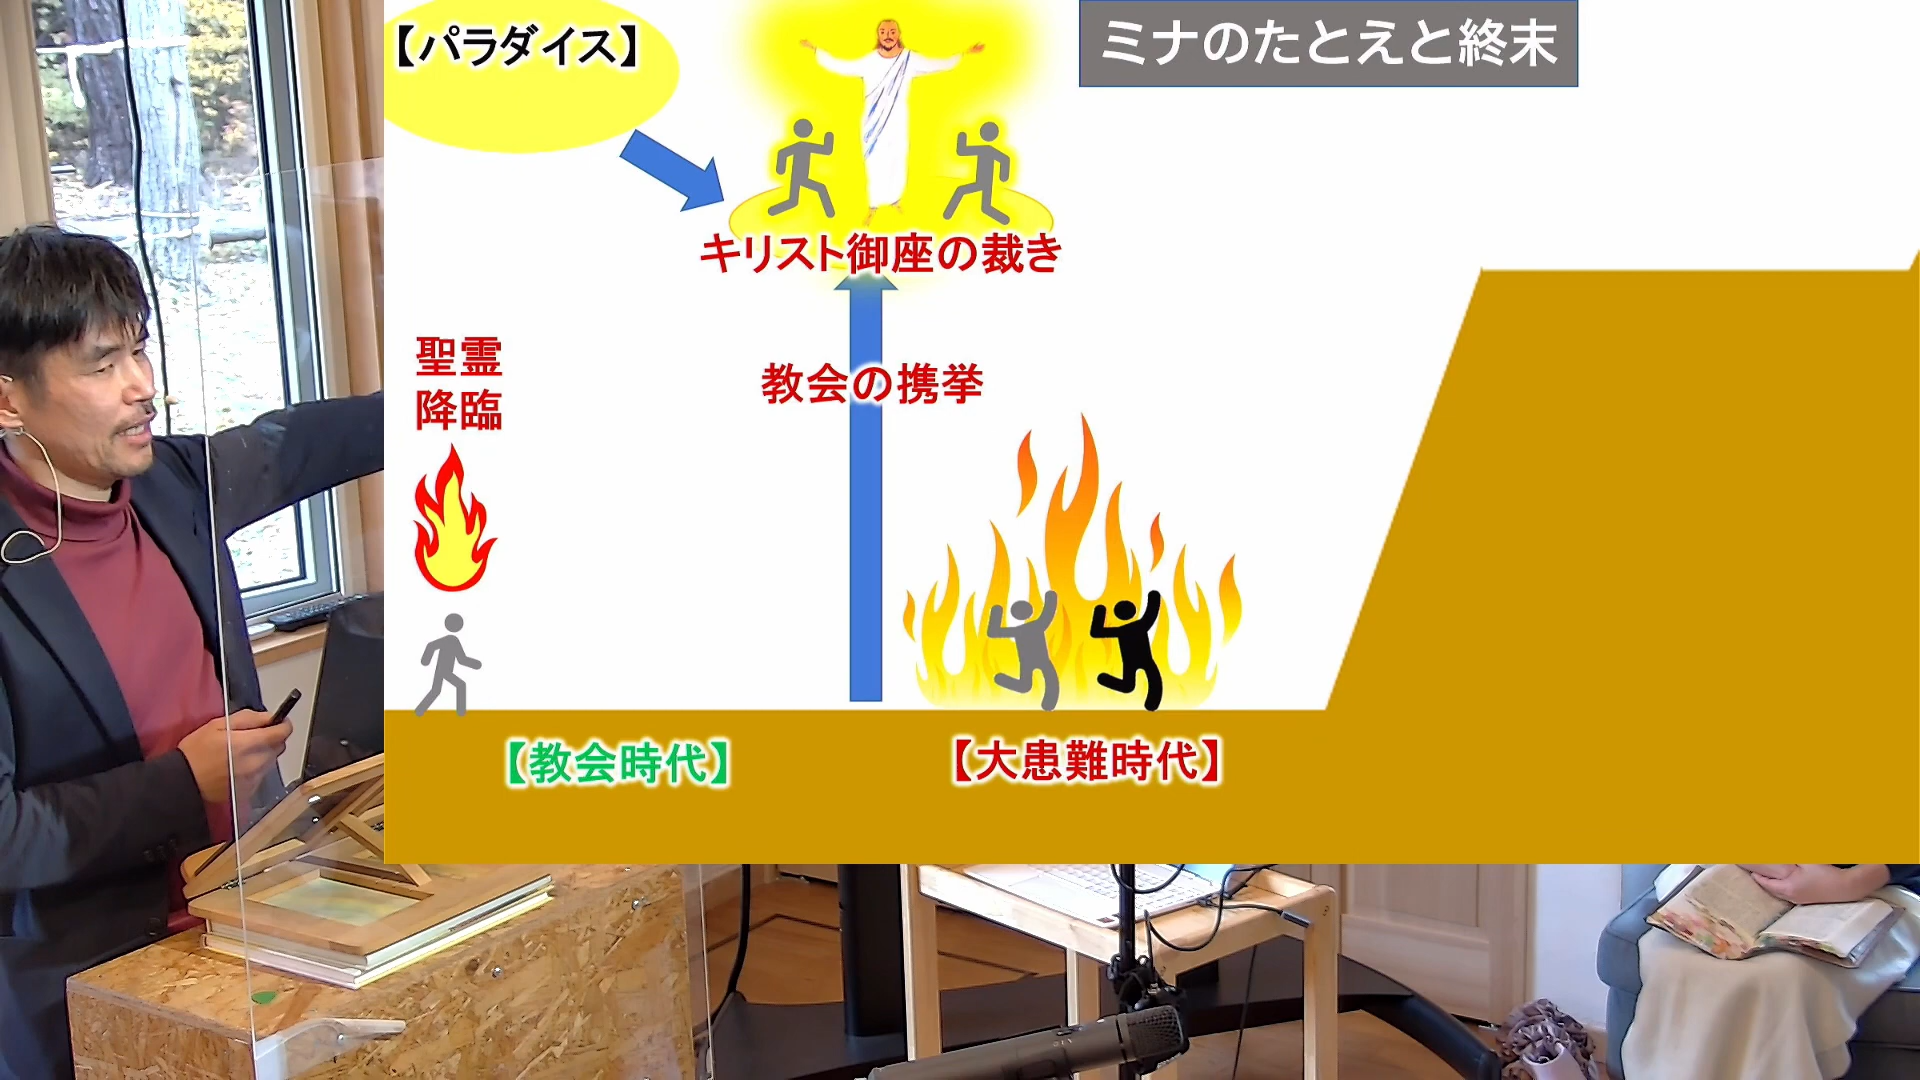 【パラダイス】
ミナのたとえと終末
キリスト御座の裁き
聖霊
降臨
教会の携挙
【教会時代】
【大患難時代】